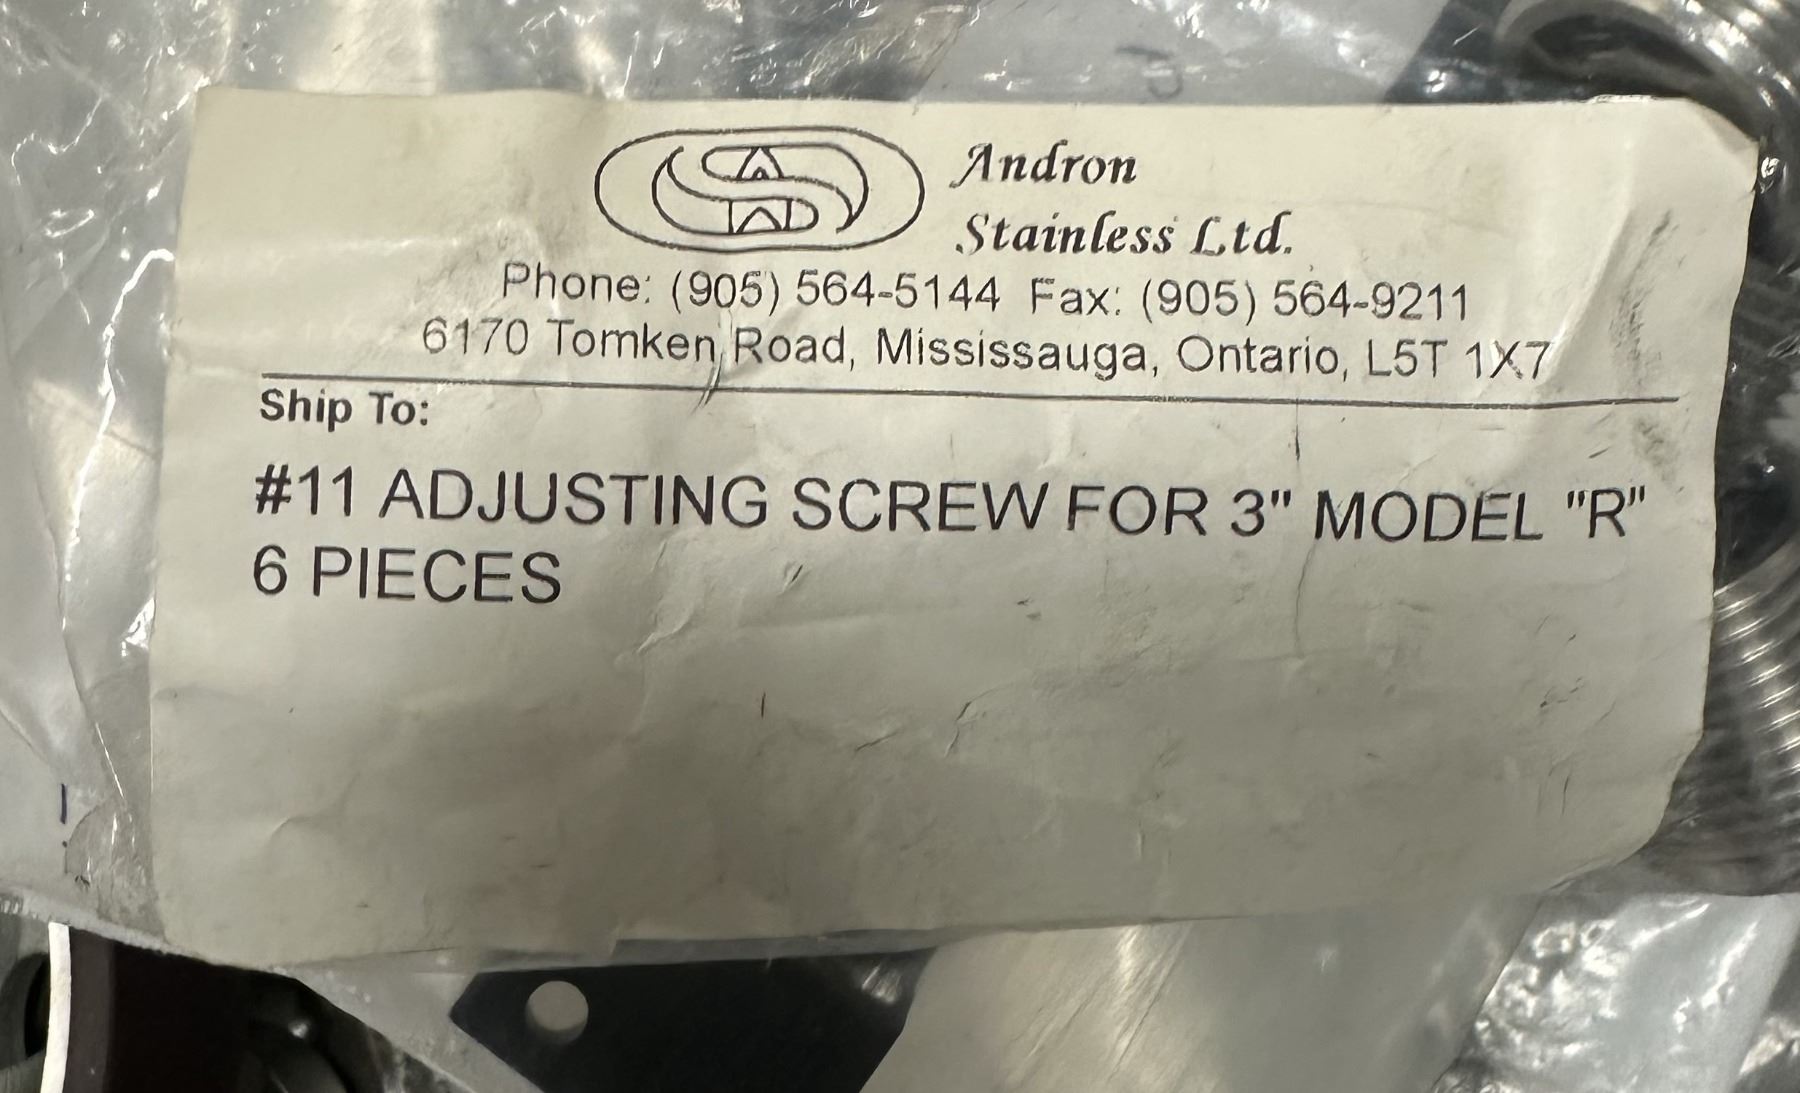 Andron
Stainless Ltd.
Phone: (905) 564-5144 Fax: (905) 564-9211
6170 Tomken Road, Mississauga, Ontario, L5T 1X7
Ship To:
#11 ADJUSTING SCREW FOR 3" MODEL "R"
6 PIECES